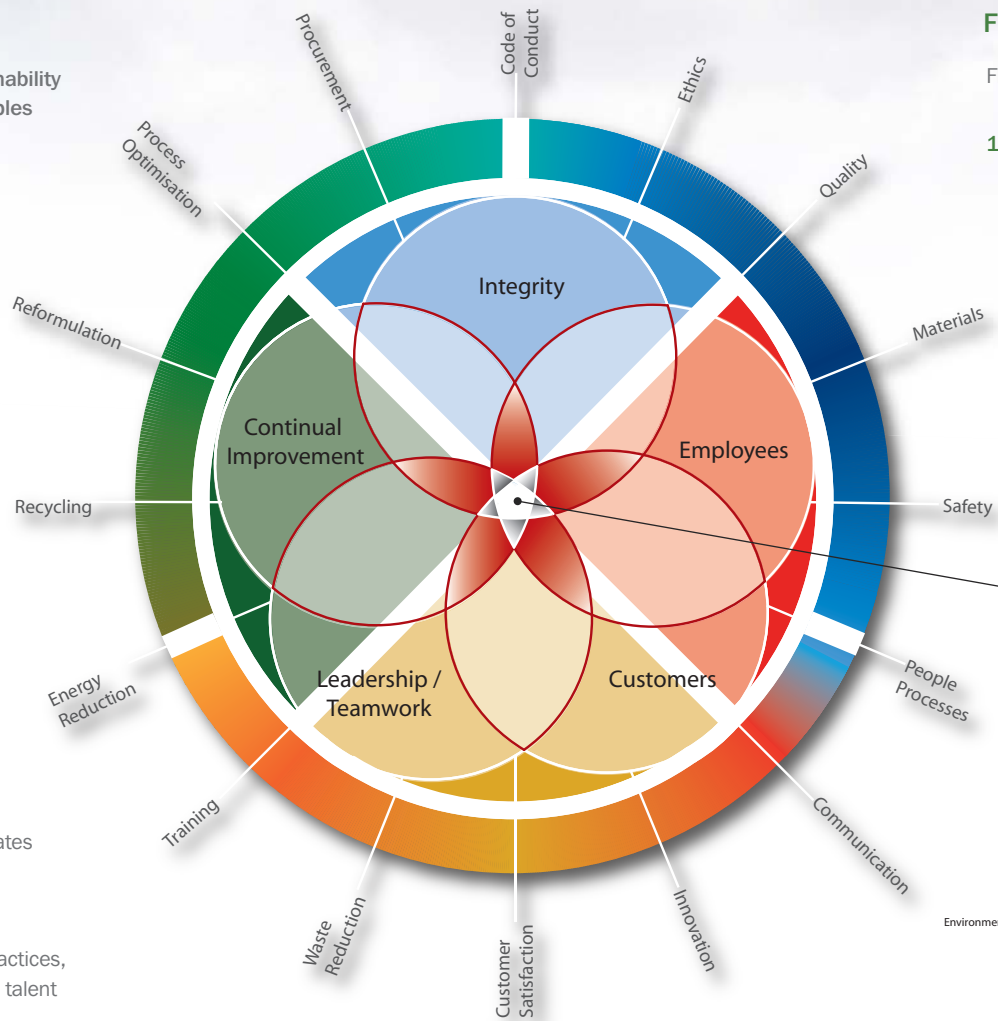 nability
ples
F
F
1
Code of
Conduct
Ethics
Quality
Materials
Safety
People
Processes
Communication
Innovation
Customer
Satisfaction
Waste
Reduction
Training
Energy
Reduction
Recycling
Reformulation
Process
Optimisation
Procurement
Integrity
Continual
Improvement
Employees
Leadership /
Teamwork
Customers
ates
actices,
talent
Environme